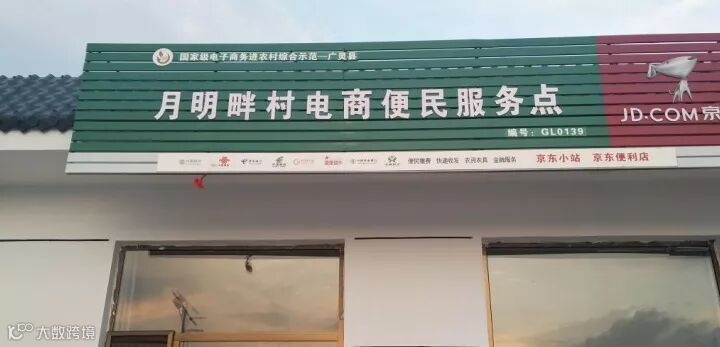 国家级电子商务进农村综合示范—广灵县
月明畔村电商便民服务点
编号：GL0139
JD.COM 京
便民缴费 快递收发 农资农具 金融服务 京东小站 京东便利店
大数跨境